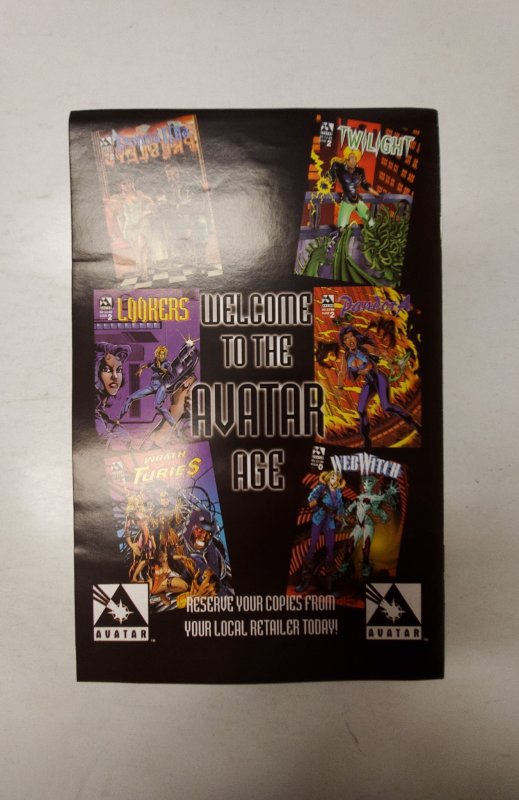 TWILIGHT
LOOKERS
WELCOME
TO THE
AVATAR
AGE
Pandora
WRATH
FURIES
WEBWITCH
RESERVE YOUR COPIES FROM
YOUR LOCAL RETAILER TODAY!
AVATAR
AVATAR